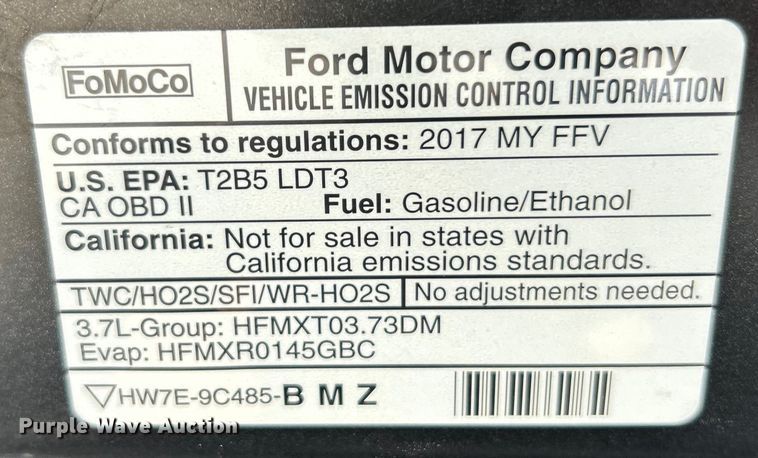 FoMoCo
Ford Motor Company
VEHICLE EMISSION CONTROL INFORMATION
Conforms to regulations: 2017 MY FFV
U.S. EPA: T2B5 LDT3
CA OBD II Fuel: Gasoline/Ethanol
California: Not for sale in states with
California emissions standards.
TWC/HO2S/SFI/WR-HO2S No adjustments needed.
3.7L-Group: HFMXT03.73DM
Evap: HFMXR0145GBC
▽HW7E-9C485-B M Z
Purple Wave Auction